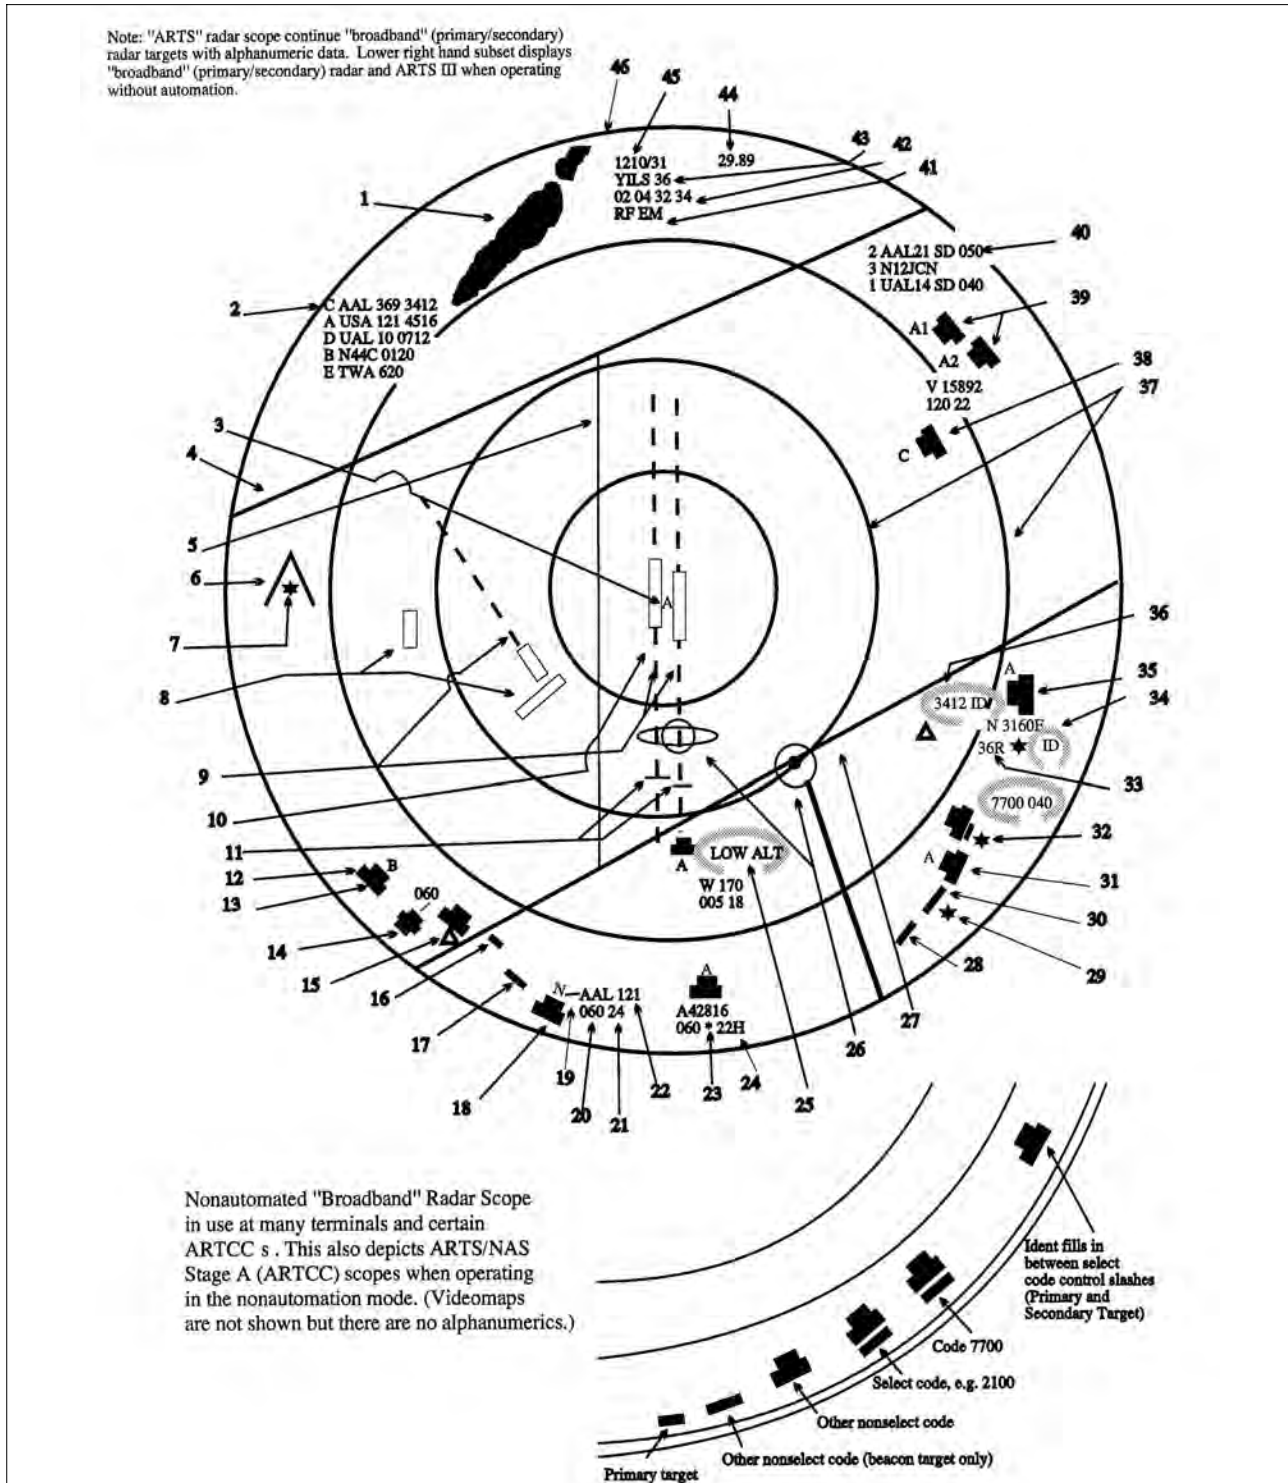 Note: "ARTS" radar scope continue "broadband" (primary/secondary)
radar targets with alphanumeric data. Lower right hand subset displays
"broadband" (primary/secondary) radar and ARTS III when operating
without automation.
46
45
44
43
42
41
1210/31
29.89
YILS 36
02 04 32 34
RF EM
1
40
2 AAL21 SD 050
3 N12JCN
1 UAL14 SD 040
2
C AAL 369 3412
A USA 121 4516
D UAL 10 0712
B N44C 0120
E TWA 620
39
A1
A2
38
37
V 15892
120 22
C
3
4
5
6
7
8
A
36
A
35
34
3412 ID
N 3160F
36R
ID
33
7700 040
32
9
10
11
12
B
13
A
LOW ALT
W 170
005 18
A
31
30
29
28
27
26
060
14
15
16
17
18
N
AAL 121
060 24
A
A42816
060 * 22H
19
20
21
22
23
24
25
Nonautomated "Broadband" Radar Scope
in use at many terminals and certain
ARTCC s . This also depicts ARTS/NAS
Stage A (ARTCC) scopes when operating
in the nonautomation mode. (Videomaps
are not shown but there are no alphanumerics.)
Ident fills in
between select
code control slashes
(Primary and
Secondary Target)
Code 7700
Select code, e.g. 2100
Other nonselect code
Other nonselect code (beacon target only)
Primary target